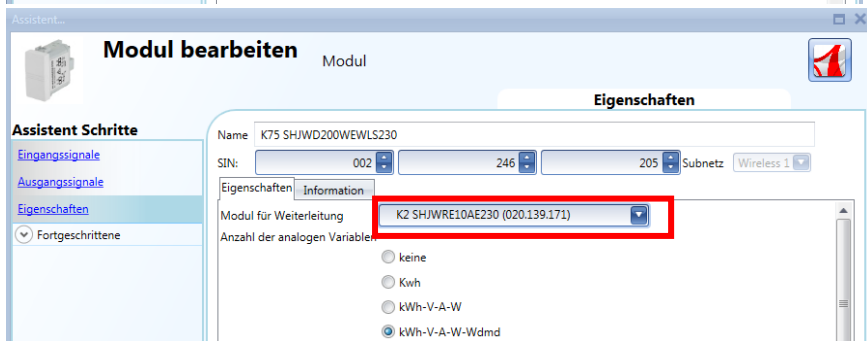 Assistent...
Modul bearbeiten
Modul
Eigenschaften
Assistent Schritte
Eingangssignale
Ausgangssignale
Eigenschaften
Fortgeschrittene
Name K75 SHJWD200WEWLS230
SIN: 002 246 205 Subnetz Wireless 1
Eigenschaften Information
Modul für Weiterleitung K2 SHJWRE10AE230 (020.139.171)
Anzahl der analogen Variablen
keine
Kwh
kWh-V-A-W
kWh-V-A-W-Wdmd